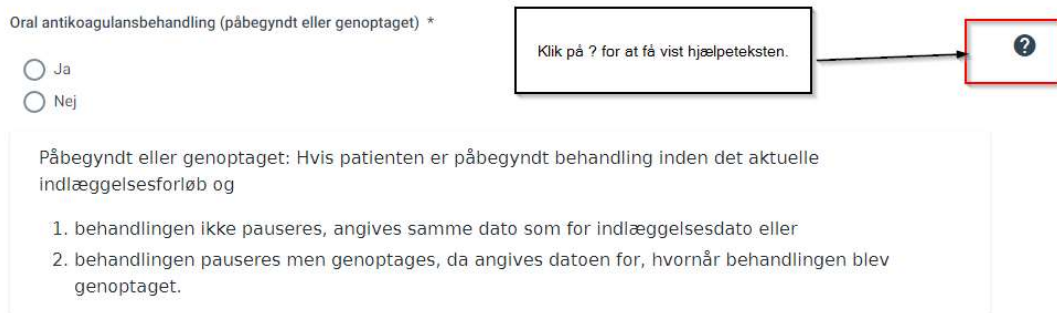 Oral antikoagulansbehandling (påbegyndt eller genoptaget) *
Klik på ? for at få vist hjælpeteksten.
?
Ja
Nej
Påbegyndt eller genoptaget: Hvis patienten er påbegyndt behandling inden det aktuelle
indlæggelsesforløb og
1. behandlingen ikke pauseres, angives samme dato som for indlæggelsesdato eller
2. behandlingen pauseres men genoptages, da angives datoen for, hvornår behandlingen blev
genoptaget.